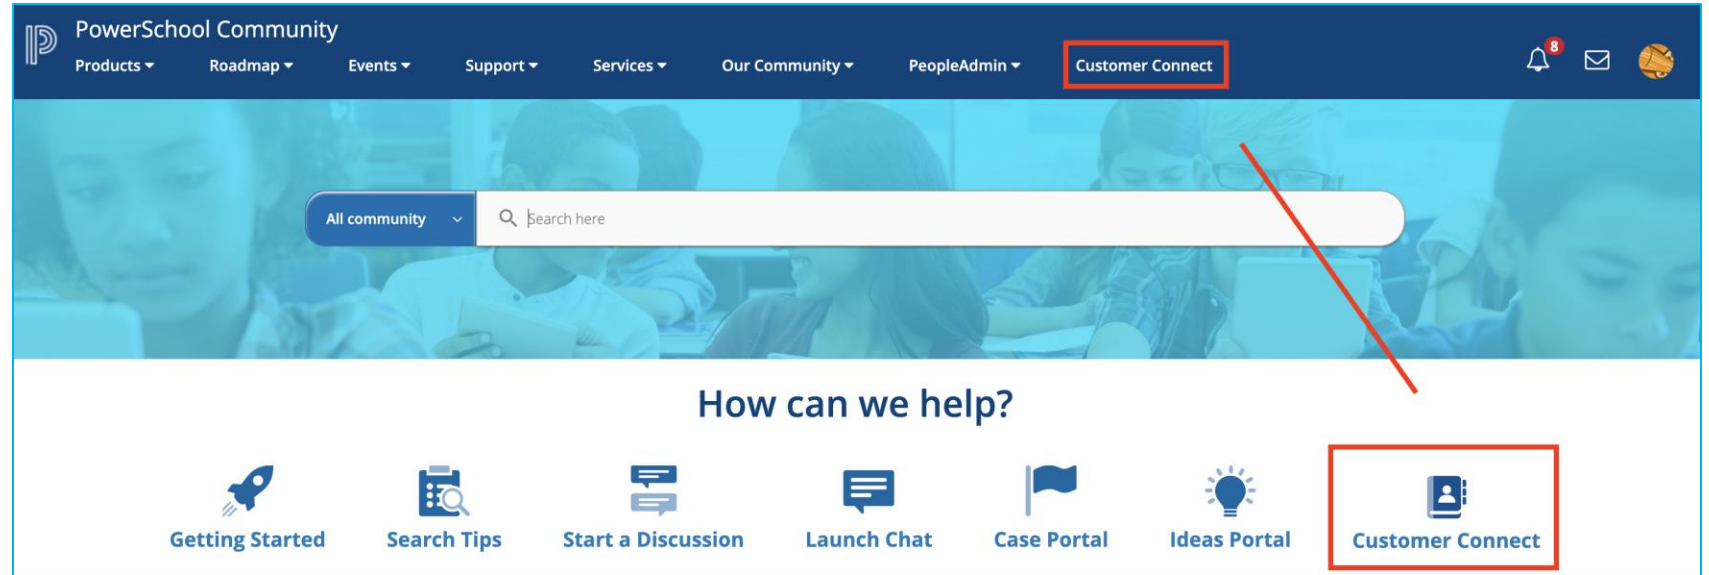 PowerSchool Community
Products Roadmap Events Support Services Our Community PeopleAdmin Customer Connect
8
All community Search here
How can we help?
Getting Started Search Tips Start a Discussion Launch Chat Case Portal Ideas Portal Customer Connect